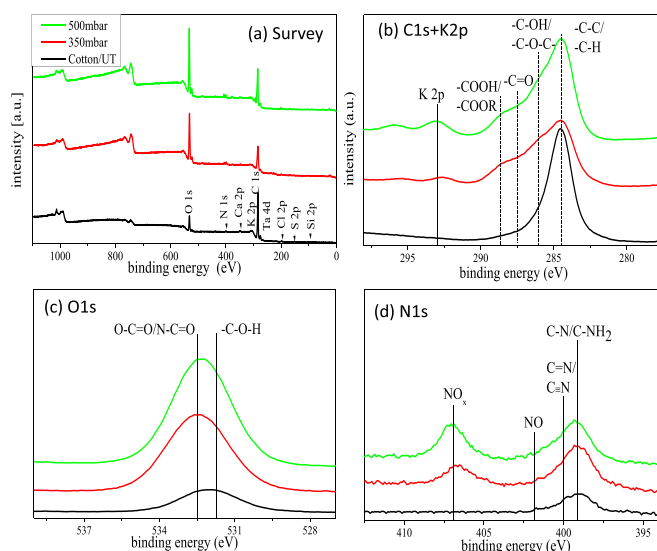 500mbar
350mbar
Cotton/UT
(a) Survey
O 1s
N 1s
Ca 2p
K 2p
C 1s
Ta 4d
Cl 2p
S 2p
Si 2p
intensity [a.u.]
1000 800 600 400 200 0
binding energy (eV)
(b) C1s+K2p
-C-OH/
-C-O-C-
-C-C/
-C-H
K 2p
-COOH/
-COOR
-C=O
intensity (a.u.)
295 290 285 280
binding energy (eV)
(c) O1s
O-C=O/N-C=O
-C-O-H
537 534 531 528
binding energy (eV)
(d) N1s
C-N/C-NH2
C=N/
C≡N
NOx
NO
410 405 400 395
binding energy (eV)